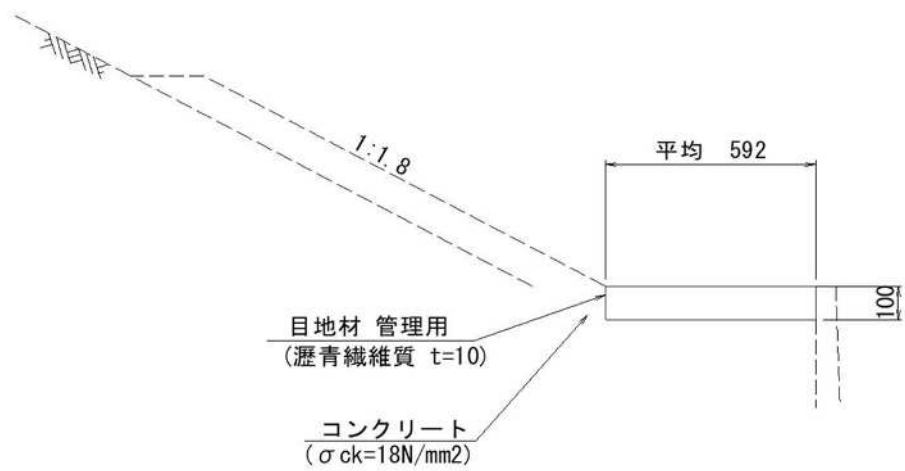 1:1.8
平均 592
100
目地材 管理用
(瀝青繊維質 t=10)
コンクリート
(σck=18N/mm2)